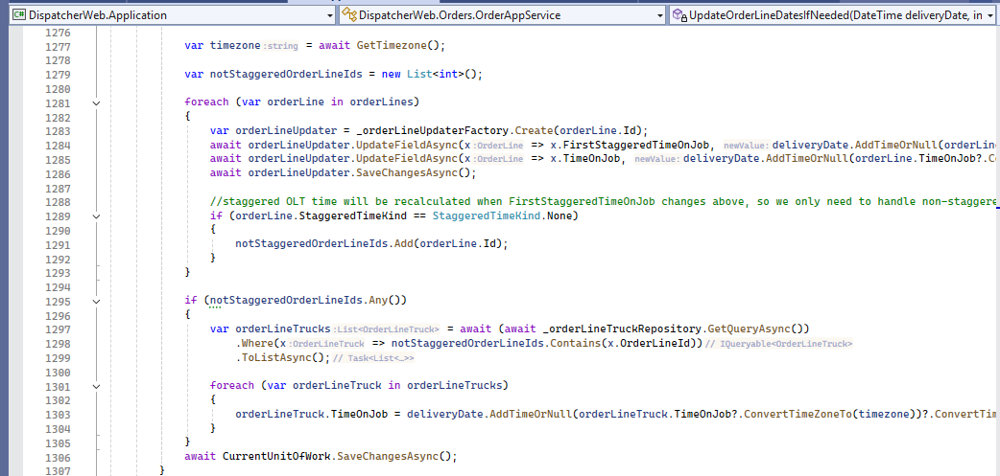 C# DispatcherWeb.Application DispatcherWeb.Orders.OrderAppService UpdateOrderLineDatesIfNeeded(DateTime deliveryDate, in
1276
1277 var timezone :string = await GetTimezone();
1278
1279 var notStaggeredOrderLineIds = new List<int>();
1280
1281 foreach (var orderLine in orderLines)
1282 {
1283 var orderLineUpdater = _orderLineUpdaterFactory.Create(orderLine.Id);
1284 await orderLineUpdater.UpdateFieldAsync(x :OrderLine => x.FirstStaggeredTimeOnJob, newValue: deliveryDate.AddTimeOrNull(orderLin
1285 await orderLineUpdater.UpdateFieldAsync(x :OrderLine => x.TimeOnJob, newValue: deliveryDate.AddTimeOrNull(orderLine.TimeOnJob?.Co
1286 await orderLineUpdater.SaveChangesAsync();
1287
1288 //staggered OLT time will be recalculated when FirstStaggeredTimeOnJob changes above, so we only need to handle non-staggere
1289 if (orderLine.StaggeredTimeKind == StaggeredTimeKind.None)
1290 {
1291 notStaggeredOrderLineIds.Add(orderLine.Id);
1292 }
1293 }
1294
1295 if (notStaggeredOrderLineIds.Any())
1296 {
1297 var orderLineTrucks :List<OrderLineTruck> = await (await _orderLineTruckRepository.GetQueryAsync())
1298 .Where(x :OrderLineTruck => notStaggeredOrderLineIds.Contains(x.OrderLineId)) // IQueryable<OrderLineTruck>
1299 .ToListAsync(); // Task<List<…>>
1300
1301 foreach (var orderLineTruck in orderLineTrucks)
1302 {
1303 orderLineTruck.TimeOnJob = deliveryDate.AddTimeOrNull(orderLineTruck.TimeOnJob?.ConvertTimeZoneTo(timezone))?.ConvertTim
1304 }
1305 }
1306 await CurrentUnitOfWork.SaveChangesAsync();
1307 }